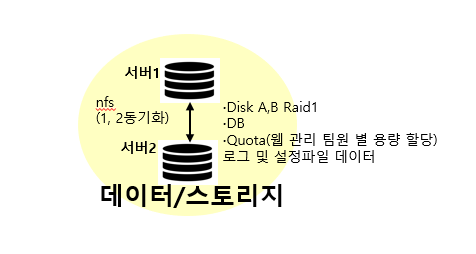 서버1
nfs
(1, 2동기화)
·Disk A,B Raid1
·DB
·Quota(웹 관리 팀원 별 용량 할당)
로그 및 설정파일 데이터
서버2
데이터/스토리지